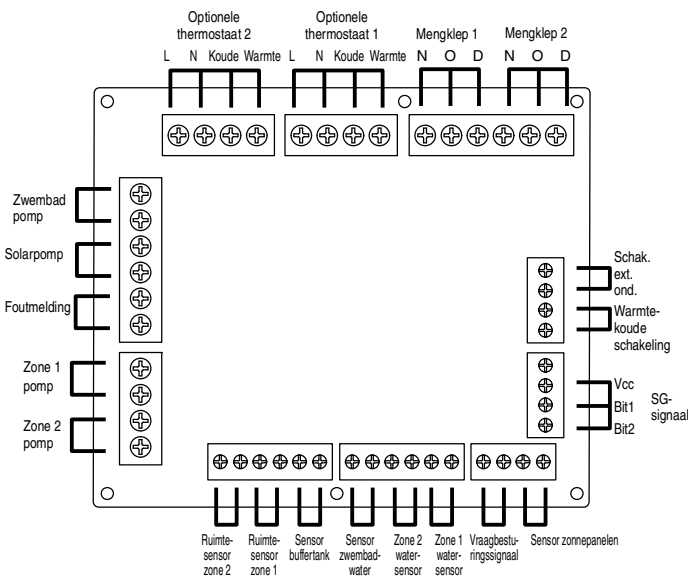 Optionele
thermostaat 2
L N Koude Warmte
Optionele
thermostaat 1
L N Koude Warmte
Mengklep 1
N O D
Mengklep 2
N O D
Zwembad
pomp
Solarpomp
Foutmelding
Zone 1
pomp
Zone 2
pomp
Schak.
ext.
ond.
Warmte-
koude
schakeling
Vcc
Bit1
Bit2
SG-
signaal
Ruimte-
sensor
zone 2
Ruimte-
sensor
zone 1
Sensor
buffertank
Sensor
zwembad-
water
Zone 2
water-
sensor
Zone 1
water-
sensor
Vraagbestu-
ringssignaal
Sensor zonnepanelen